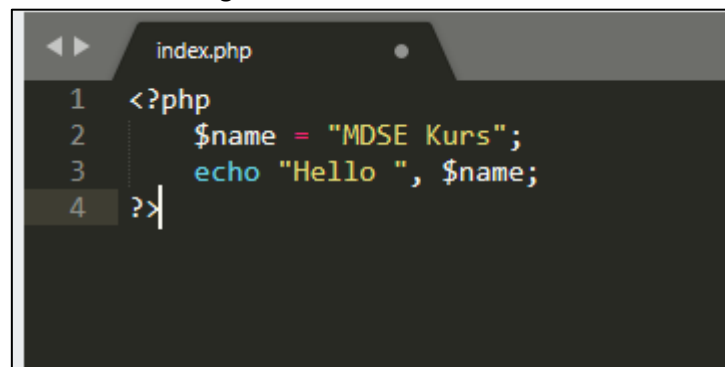 index.php
1 <?php
2 $name = "MDSE Kurs";
3 echo "Hello ", $name;
4 ?>